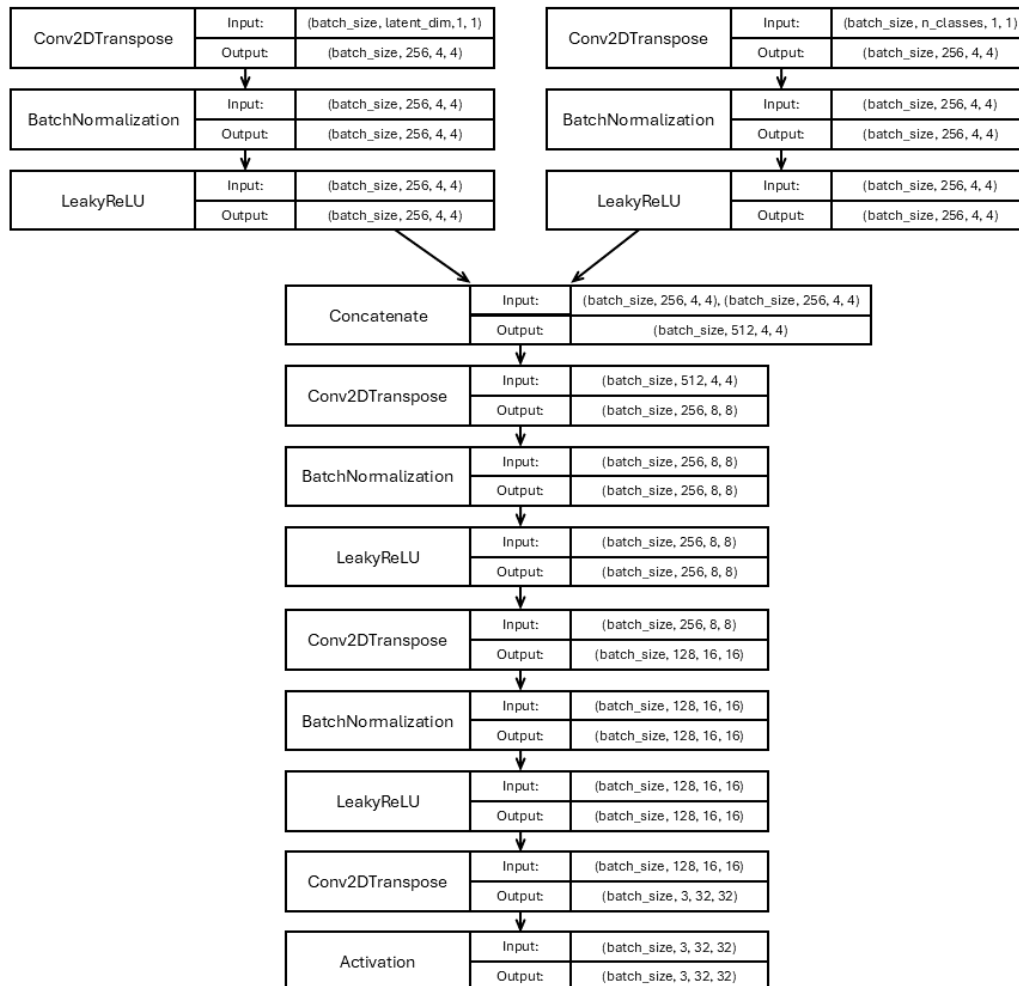 Conv2DTranspose Input: (batch_size, latent_dim,1, 1)
Output: (batch_size, 256, 4, 4)
BatchNormalization Input: (batch_size, 256, 4, 4)
Output: (batch_size, 256, 4, 4)
LeakyReLU Input: (batch_size, 256, 4, 4)
Output: (batch_size, 256, 4, 4)
Conv2DTranspose Input: (batch_size, n_classes, 1, 1)
Output: (batch_size, 256, 4, 4)
BatchNormalization Input: (batch_size, 256, 4, 4)
Output: (batch_size, 256, 4, 4)
LeakyReLU Input: (batch_size, 256, 4, 4)
Output: (batch_size, 256, 4, 4)
Concatenate Input: (batch_size, 256, 4, 4), (batch_size, 256, 4, 4)
Output: (batch_size, 512, 4, 4)
Conv2DTranspose Input: (batch_size, 512, 4, 4)
Output: (batch_size, 256, 8, 8)
BatchNormalization Input: (batch_size, 256, 8, 8)
Output: (batch_size, 256, 8, 8)
LeakyReLU Input: (batch_size, 256, 8, 8)
Output: (batch_size, 256, 8, 8)
Conv2DTranspose Input: (batch_size, 256, 8, 8)
Output: (batch_size, 128, 16, 16)
BatchNormalization Input: (batch_size, 128, 16, 16)
Output: (batch_size, 128, 16, 16)
LeakyReLU Input: (batch_size, 128, 16, 16)
Output: (batch_size, 128, 16, 16)
Conv2DTranspose Input: (batch_size, 128, 16, 16)
Output: (batch_size, 3, 32, 32)
Activation Input: (batch_size, 3, 32, 32)
Output: (batch_size, 3, 32, 32)